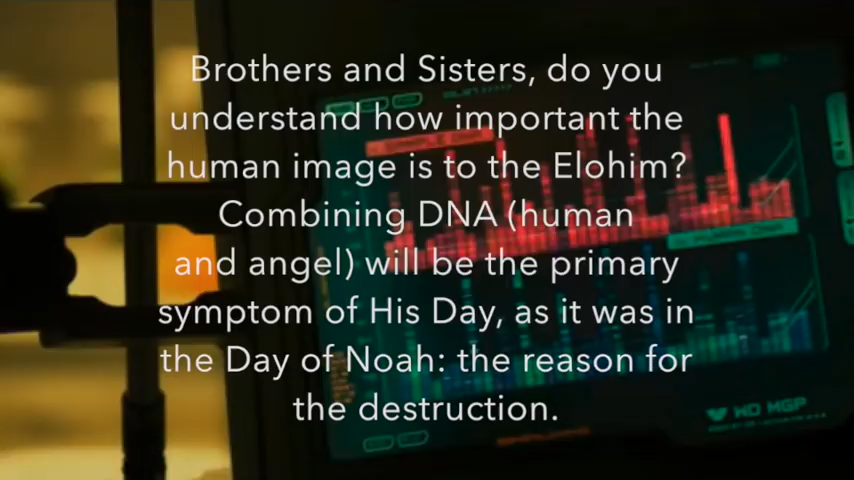 Brothers and Sisters, do you
understand how important the
human image is to the Elohim?
Combining DNA (human
and angel) will be the primary
symptom of His Day, as it was in
the Day of Noah: the reason for
the destruction.
WD MGP